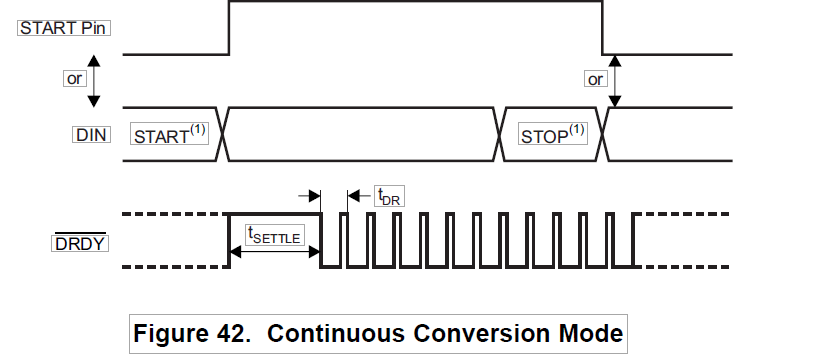 START Pin
or
or
DIN
START(1)
STOP(1)
tDR
DRDY
tSETTLE
Figure 42. Continuous Conversion Mode